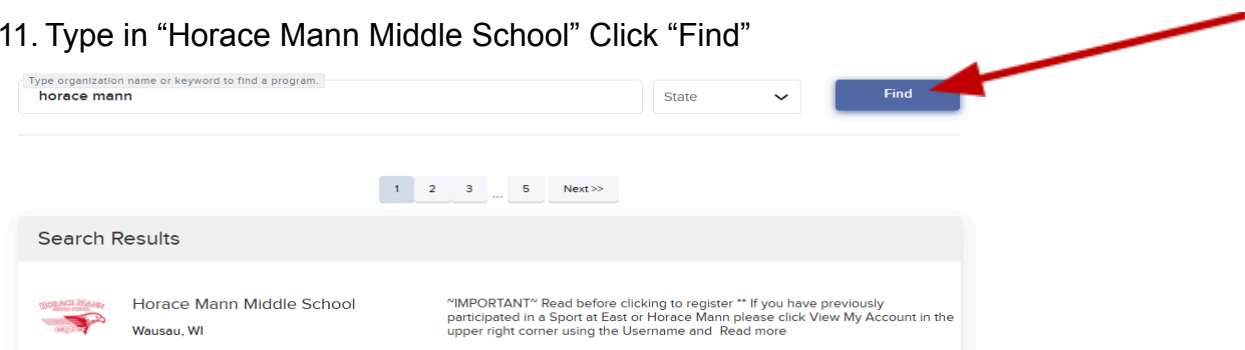 11. Type in “Horace Mann Middle School” Click “Find”
Type organization name or keyword to find a program.
horace mann
State
Find
1 2 3 ... 5 Next >>
Search Results
HORACE MANN
Horace Mann Middle School
Wausau, WI
~IMPORTANT~ Read before clicking to register ** If you have previously
participated in a Sport at East or Horace Mann please click View My Account in the
upper right corner using the Username and Read more